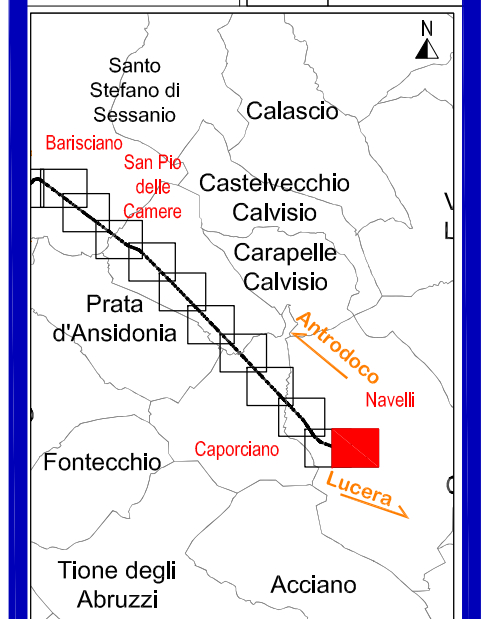 N
Santo
Stefano di
Sessanio
Calascio
Barisciano
San Pio
delle
Camere
Castelvecchio
Calvisio
Carapelle
Calvisio
Prata
d'Ansidonia
Antrodoco
Navelli
Caporciano
Fontecchio
Lucera
Tione degli
Abruzzi
Acciano